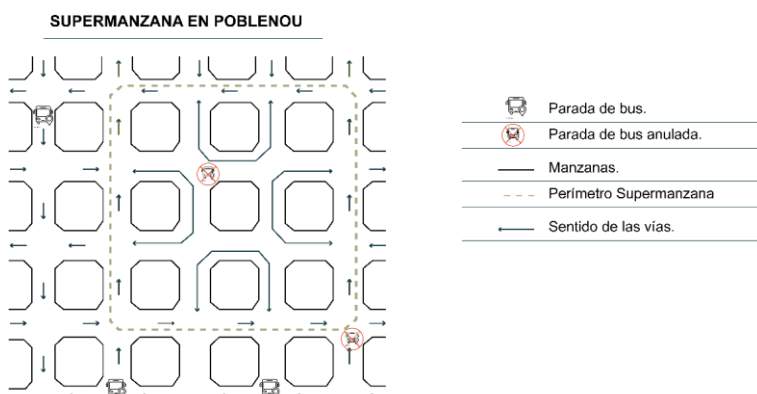 SUPERMANZANA EN POBLENOU
Parada de bus.
Parada de bus anulada.
Manzanas.
Perímetro Supermanzana
Sentido de las vías.